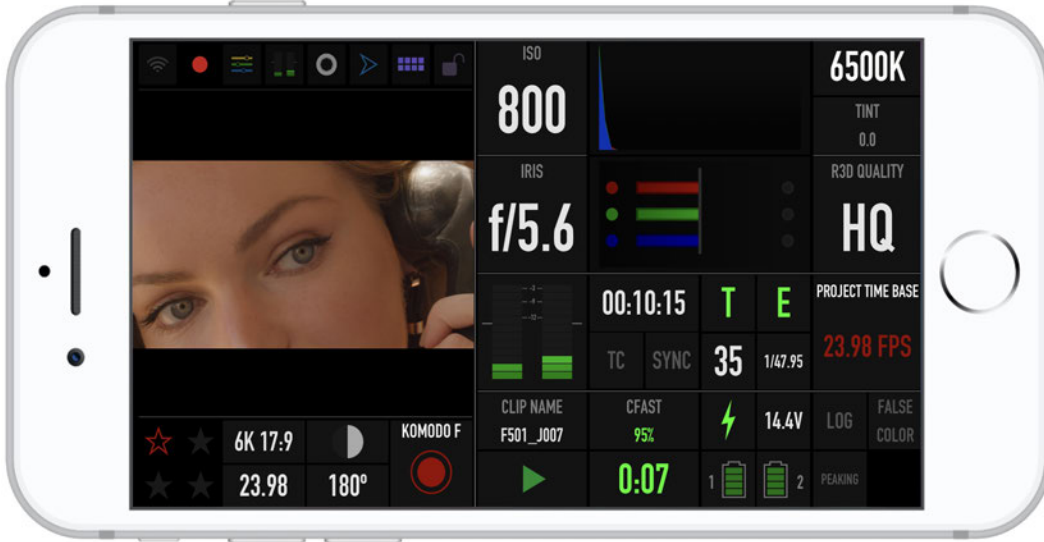 ISO
800
6500K
TINT
0.0
IRIS
f/5.6
R3D QUALITY
HQ
-3
00:10:15
T
E
PROJECT TIME BASE
23.98 FPS
TC
SYNC
35
1/47.95
CLIP NAME
F501_J007
CFAST
95%
14.4V
LOG
FALSE
COLOR
6K 17:9
KOMODO F
23.98
180º
0:07
1
2
PEAKING